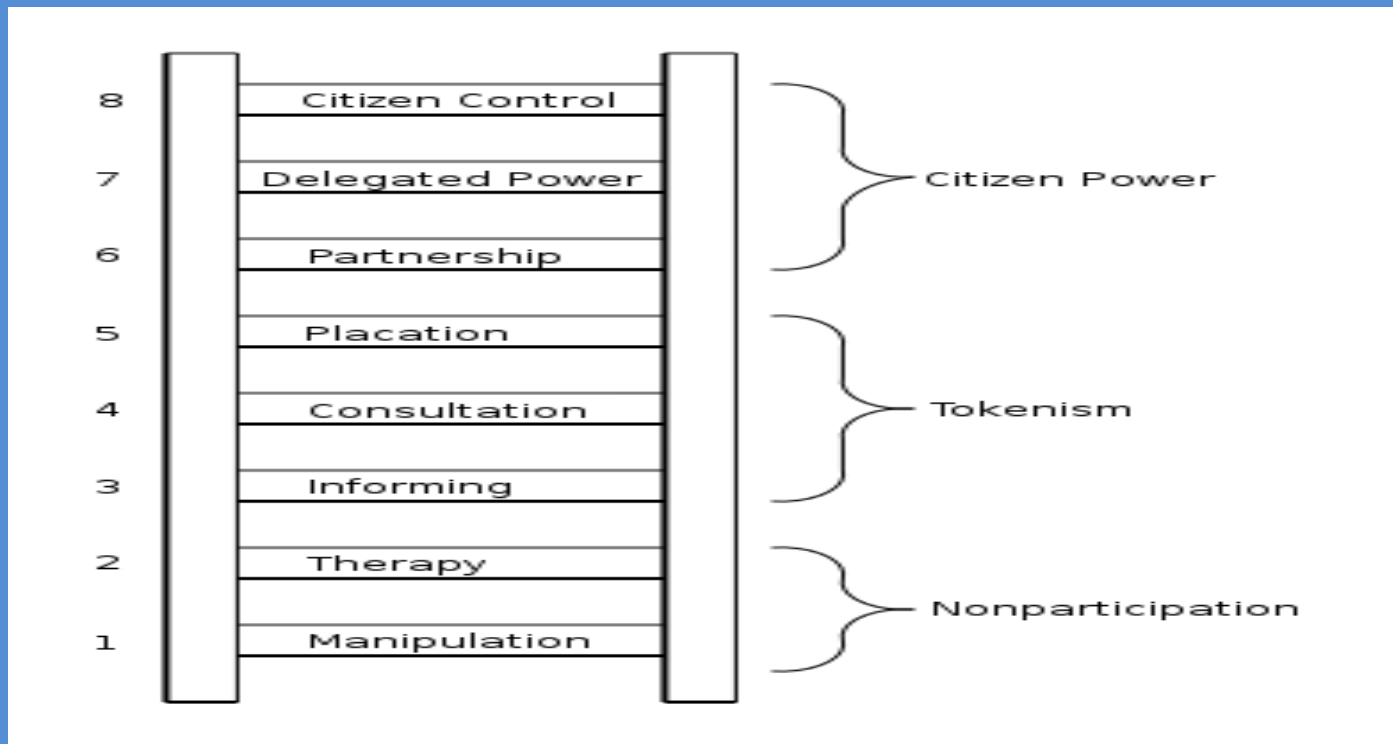 8 Citizen Control
7 Delegated Power
Citizen Power
6 Partnership
5 Placation
4 Consultation
Tokenism
3 Informing
2 Therapy
Nonparticipation
1 Manipulation